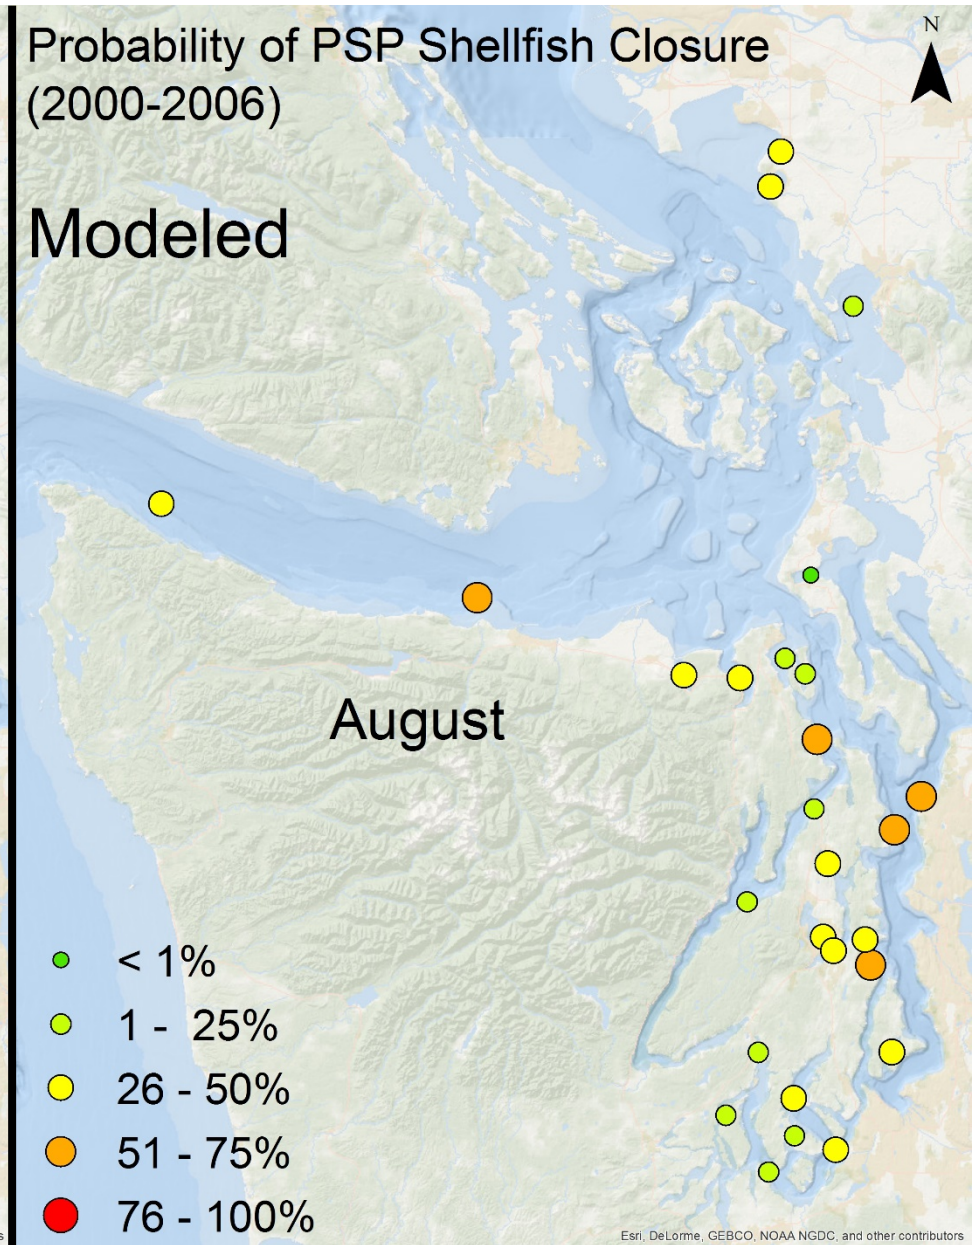 Probability of PSP Shellfish Closure
(2000-2006)
N
Modeled
August
< 1%
1 - 25%
26 - 50%
51 - 75%
76 - 100%
s
Esri, DeLorme, GEBCO, NOAA NGDC, and other contributors